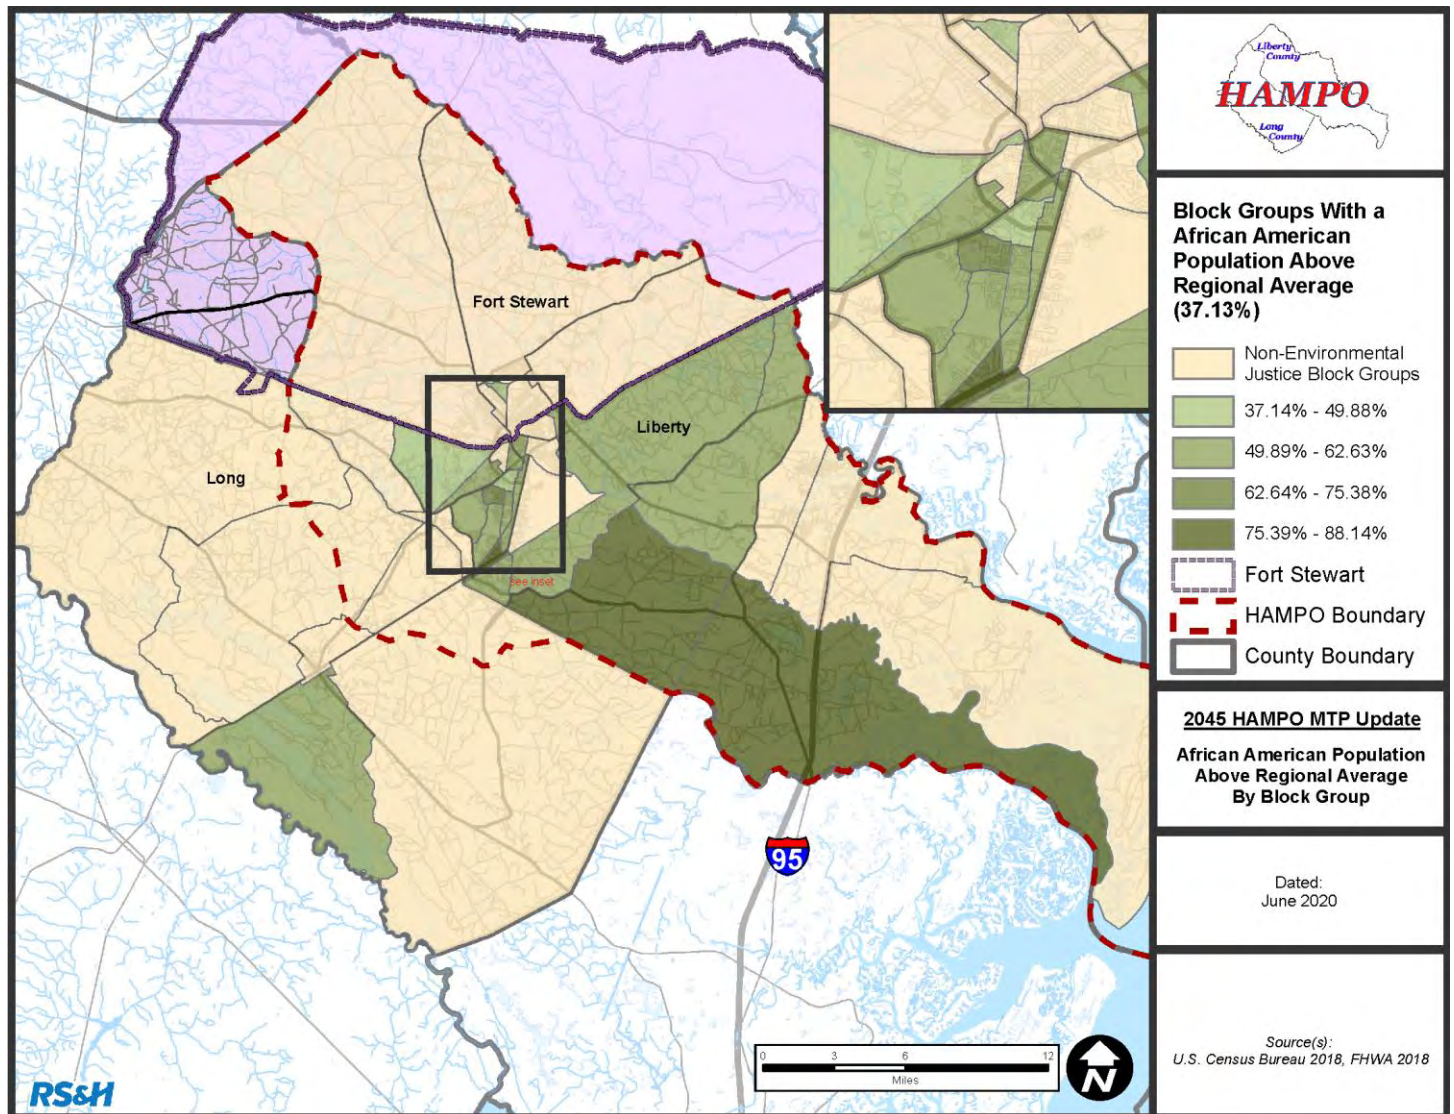 Fort Stewart
Liberty
Long
see inset
95
0 3 6 12
Miles
N
RS&H
Liberty
County
HAMPO
Long
County
Block Groups With a
African American
Population Above
Regional Average
(37.13%)
Non-Environmental
Justice Block Groups
37.14% - 49.88%
49.89% - 62.63%
62.64% - 75.38%
75.39% - 88.14%
Fort Stewart
HAMPO Boundary
County Boundary
2045 HAMPO MTP Update
African American Population
Above Regional Average
By Block Group
Dated:
June 2020
Source(s):
U.S. Census Bureau 2018, FHWA 2018